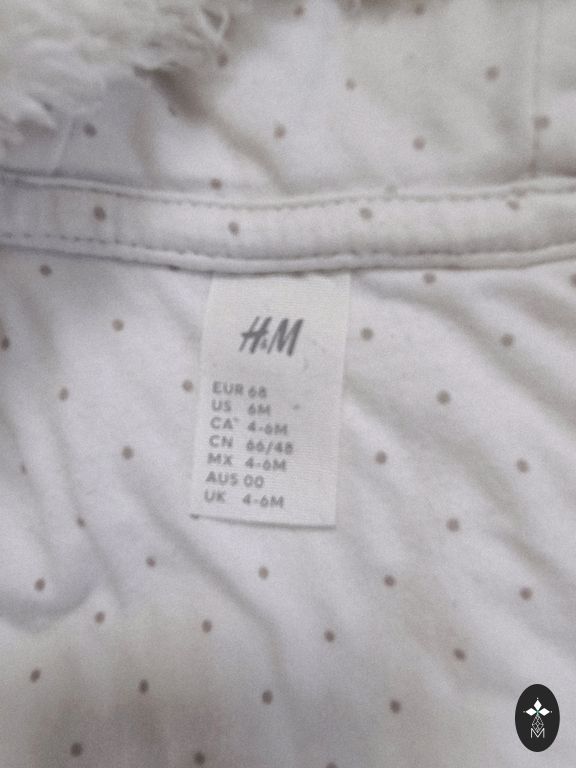 H&M
EUR 68
US 6M
CA 4-6M
CN 66/48
MX 4-6M
AUS 00
UK 4-6M
M